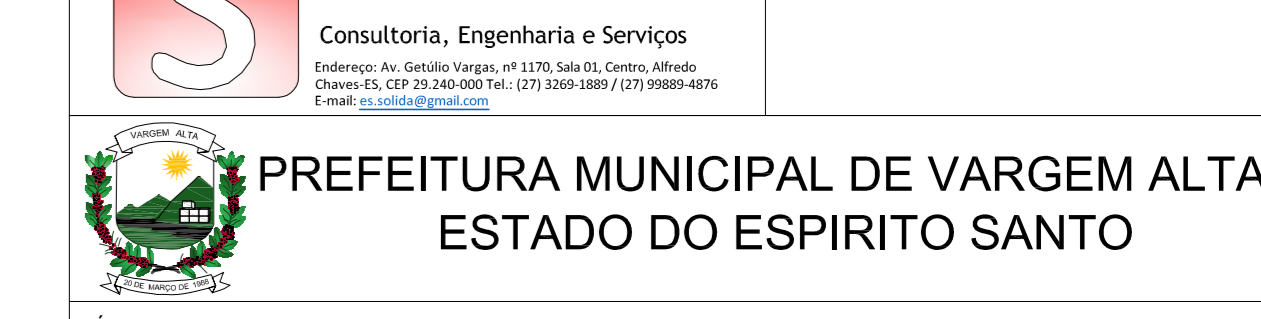 Consultoria, Engenharia e Serviços
Endereço: Av. Getúlio Vargas, nº 1170, Sala 01, Centro, Alfredo
Chaves-ES, CEP 29.240-000 Tel.: (27) 3269-1889 / (27) 99889-4876
E-mail: es.solida@gmail.com
VARGEM ALTA
PREFEITURA MUNICIPAL DE VARGEM ALTA
ESTADO DO ESPIRITO SANTO
20 DE MARÇO DE 1988